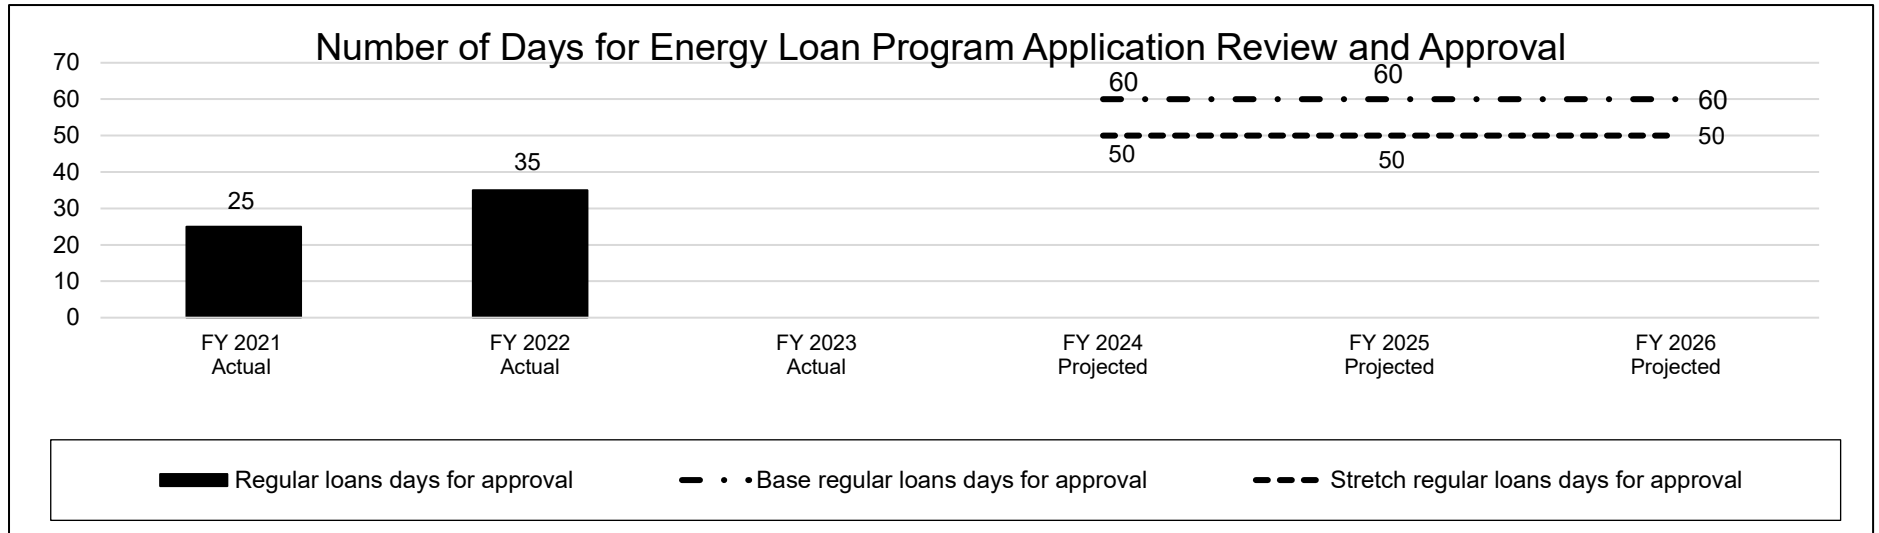 Number of Days for Energy Loan Program Application Review and Approval
70
60
50
40
30
20
10
0
25
35
60
60
60
50
50
50
FY 2021
Actual
FY 2022
Actual
FY 2023
Actual
FY 2024
Projected
FY 2025
Projected
FY 2026
Projected
Regular loans days for approval
Base regular loans days for approval
Stretch regular loans days for approval